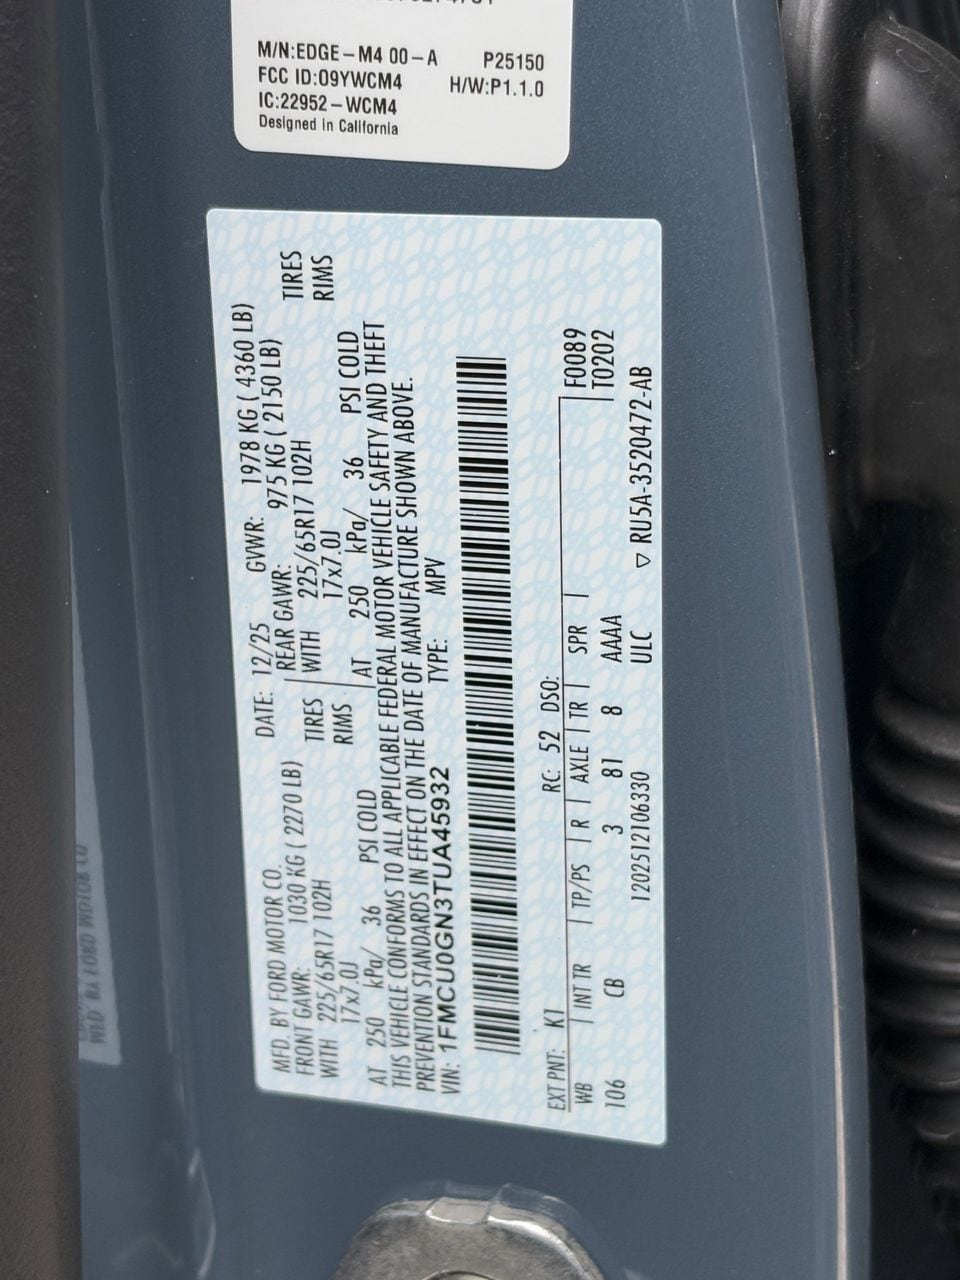 M/N:EDGE-M4 00-A P25150
FCC ID:O9YWCM4 H/W:P1.1.0
IC:22952-WCM4
Designed in California
MFD. BY FORD MOTOR CO. DATE: 12/25 GVWR: 1978 KG ( 4360 LB)
FRONT GAWR: 1030 KG ( 2270 LB) REAR GAWR: 975 KG ( 2150 LB)
WITH 225/65R17 102H TIRES WITH 225/65R17 102H TIRES
17x7.0J RIMS 17x7.0J RIMS
AT 250 kPa/ 36 PSI COLD AT 250 kPa/ 36 PSI COLD
THIS VEHICLE CONFORMS TO ALL APPLICABLE FEDERAL MOTOR VEHICLE SAFETY AND THEFT
PREVENTION STANDARDS IN EFFECT ON THE DATE OF MANUFACTURE SHOWN ABOVE.
VIN: 1FMCU0GN3TUA45932 TYPE: MPV
EXT PNT: K1 RC: 52 DSO: F0089
WB INT TR TP/PS R AXLE TR SPR T0202
106 CB 3 81 8 AAAA
120251210633​0 ULC ▽ RU5A-3520472-AB